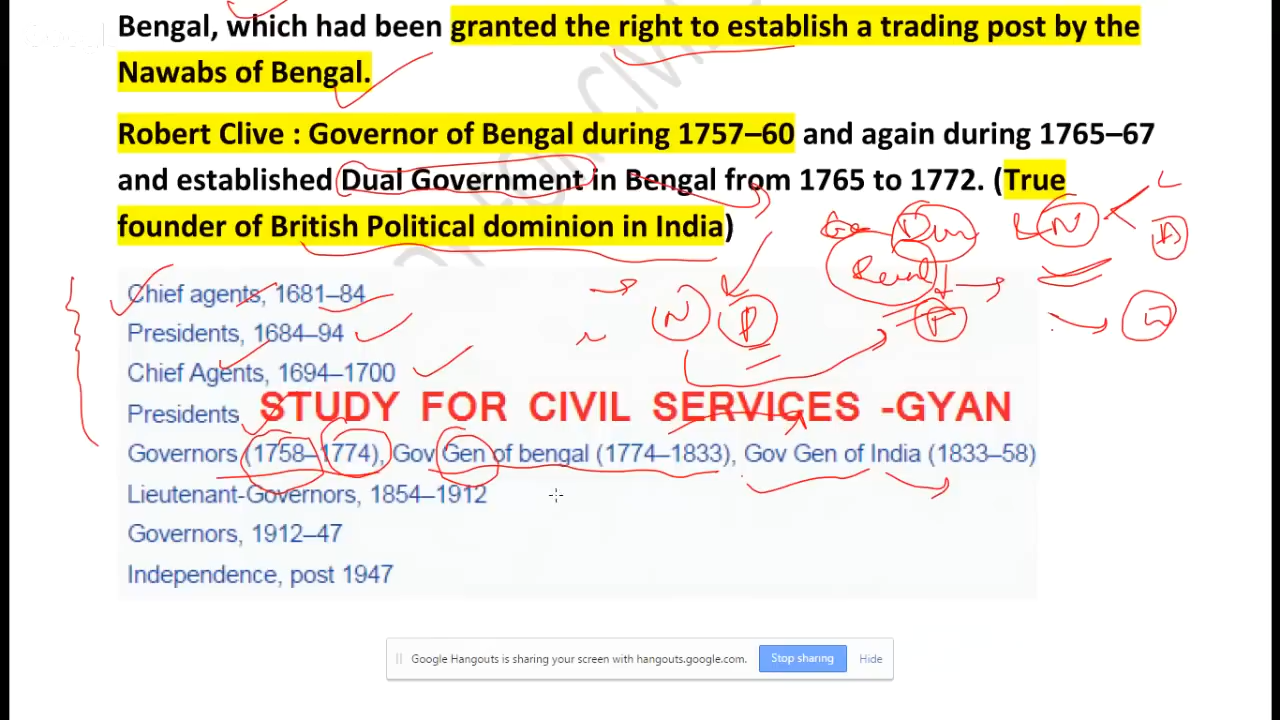 Bengal, which had been granted the right to establish a trading post by the
Nawabs of Bengal.
Robert Clive : Governor of Bengal during 1757–60 and again during 1765–67
and established Dual Government in Bengal from 1765 to 1772. (True
founder of British Political dominion in India)
N
N P
Chief agents, 1681–84
Presidents, 1684–94
Chief Agents, 1694–1700
Presidents
STUDY FOR CIVIL SERVICES -GYAN
Governors (1758–1774), Gov Gen of bengal (1774–1833), Gov Gen of India (1833–58)
Lieutenant-Governors, 1854–1912
Governors, 1912–47
Independence, post 1947
Google Hangouts is sharing your screen with hangouts.google.com.
Stop sharing
Hide